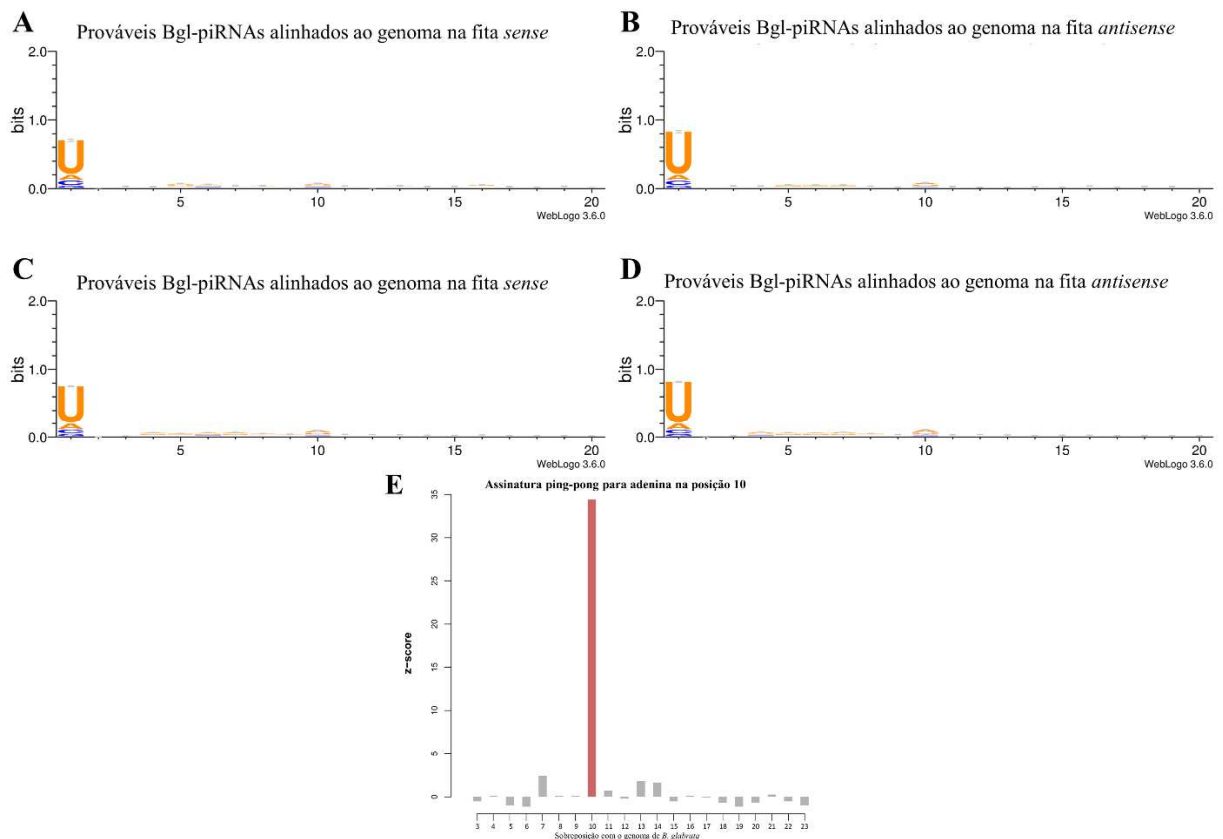 A
Prováveis Bgl-piRNAs alinhados ao genoma na fita sense
2.0
1.0
0.0
bits
U
A
C
5
10
15
20
WebLogo 3.6.0
B
Prováveis Bgl-piRNAs alinhados ao genoma na fita antisense
2.0
1.0
0.0
bits
U
A
C
5
10
15
20
WebLogo 3.6.0
C
Prováveis Bgl-piRNAs alinhados ao genoma na fita sense
2.0
1.0
0.0
bits
U
A
C
5
10
15
20
WebLogo 3.6.0
D
Prováveis Bgl-piRNAs alinhados ao genoma na fita antisense
2.0
1.0
0.0
bits
U
A
C
5
10
15
20
WebLogo 3.6.0
E
Assinatura ping-pong para adenina na posição 10
35
30
25
20
15
10
5
0
z-score
3 4 5 6 7 8 9 10 11 12 13 14 15 16 17 18 19 20 21 22 23
Sobreposição com o genoma de B. glabrata